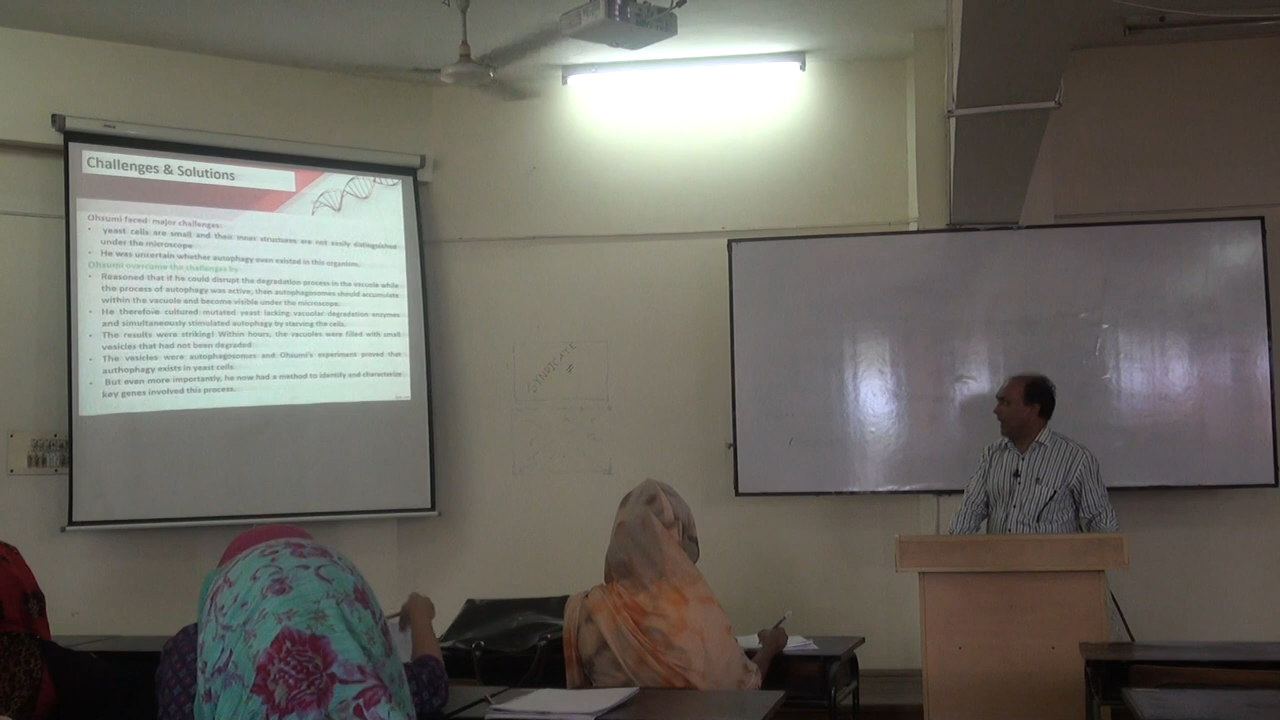 Challenges & Solutions
Ohsumi faced major challenges:
• yeast cells are small and their inner structures are not easily distinguished
under the microscope
• He was uncertain whether autophagy even existed in this organism.
Ohsumi overcome the challenges by
• Reasoned that if he could disrupt the degradation process in the vacuole while
the process of autophagy was active, then autophagosomes should accumulate
within the vacuole and become visible under the microscope.
• He therefore cultured mutated yeast lacking vacuolar degradation enzymes
and simultaneously stimulated autophagy by starving the cells.
• The results were striking! Within hours, the vacuoles were filled with small
vesicles that had not been degraded.
• The vesicles were autophagosomes and Ohsumi's experiment proved that
authophagy exists in yeast cells.
• But even more importantly, he now had a method to identify and characterize
key genes involved this process.
SYNDICATE